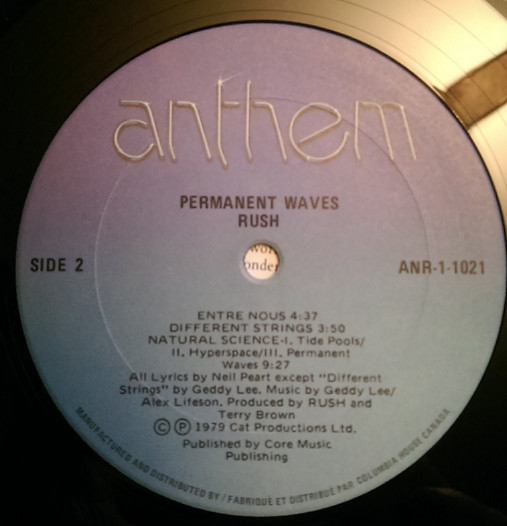 anthem
PERMANENT WAVES
RUSH
SIDE 2
ANR-1-1021
ENTRE NOUS 4:37
DIFFERENT STRINGS 3:50
NATURAL SCIENCE-I. Tide Pools/
II. Hyperspace/III. Permanent
Waves 9:27
All Lyrics by Neil Peart except "Different
Strings" by Geddy Lee. Music by Geddy Lee/
Alex Lifeson. Produced by RUSH and
Terry Brown
© ℗ 1979 Cat Productions Ltd.
Published by Core Music
Publishing
MANUFACTURED AND DISTRIBUTED BY / FABRIQUÉ ET DISTRIBUÉ PAR COLUMBIA HOUSE CANADA